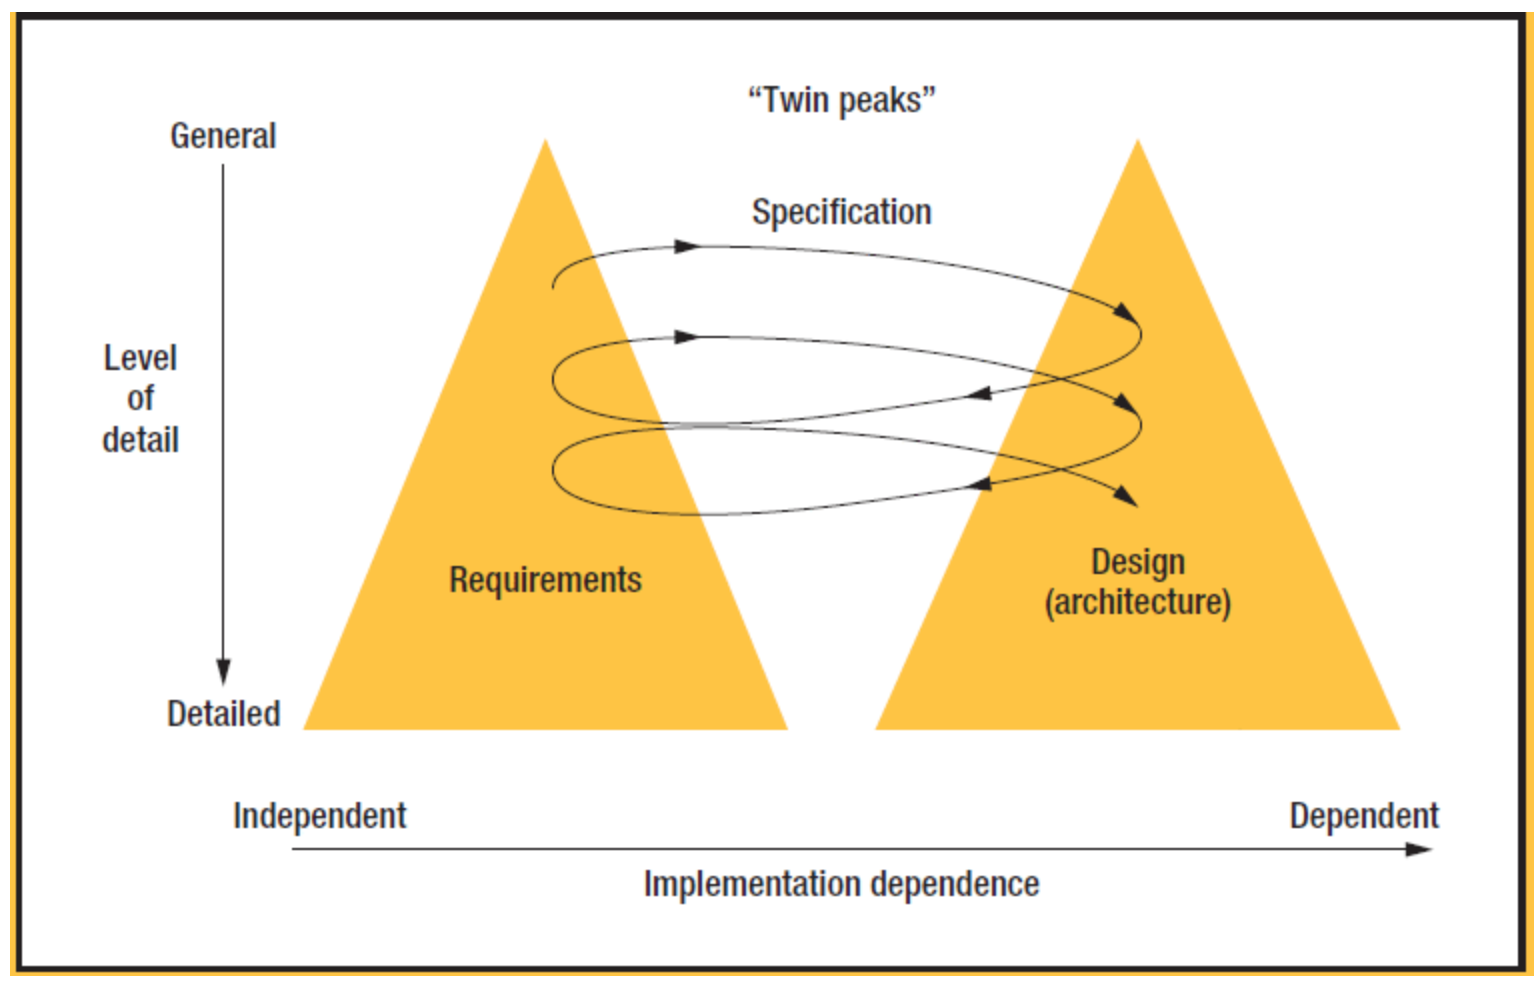 “Twin peaks”
General
Specification
Level
of
detail
Requirements
Design
(architecture)
Detailed
Independent
Dependent
Implementation dependence